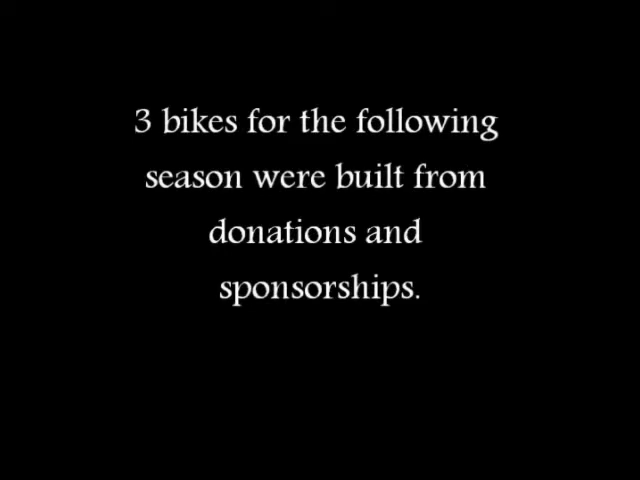 3 bikes for the following
season were built from
donations and
sponsorships.